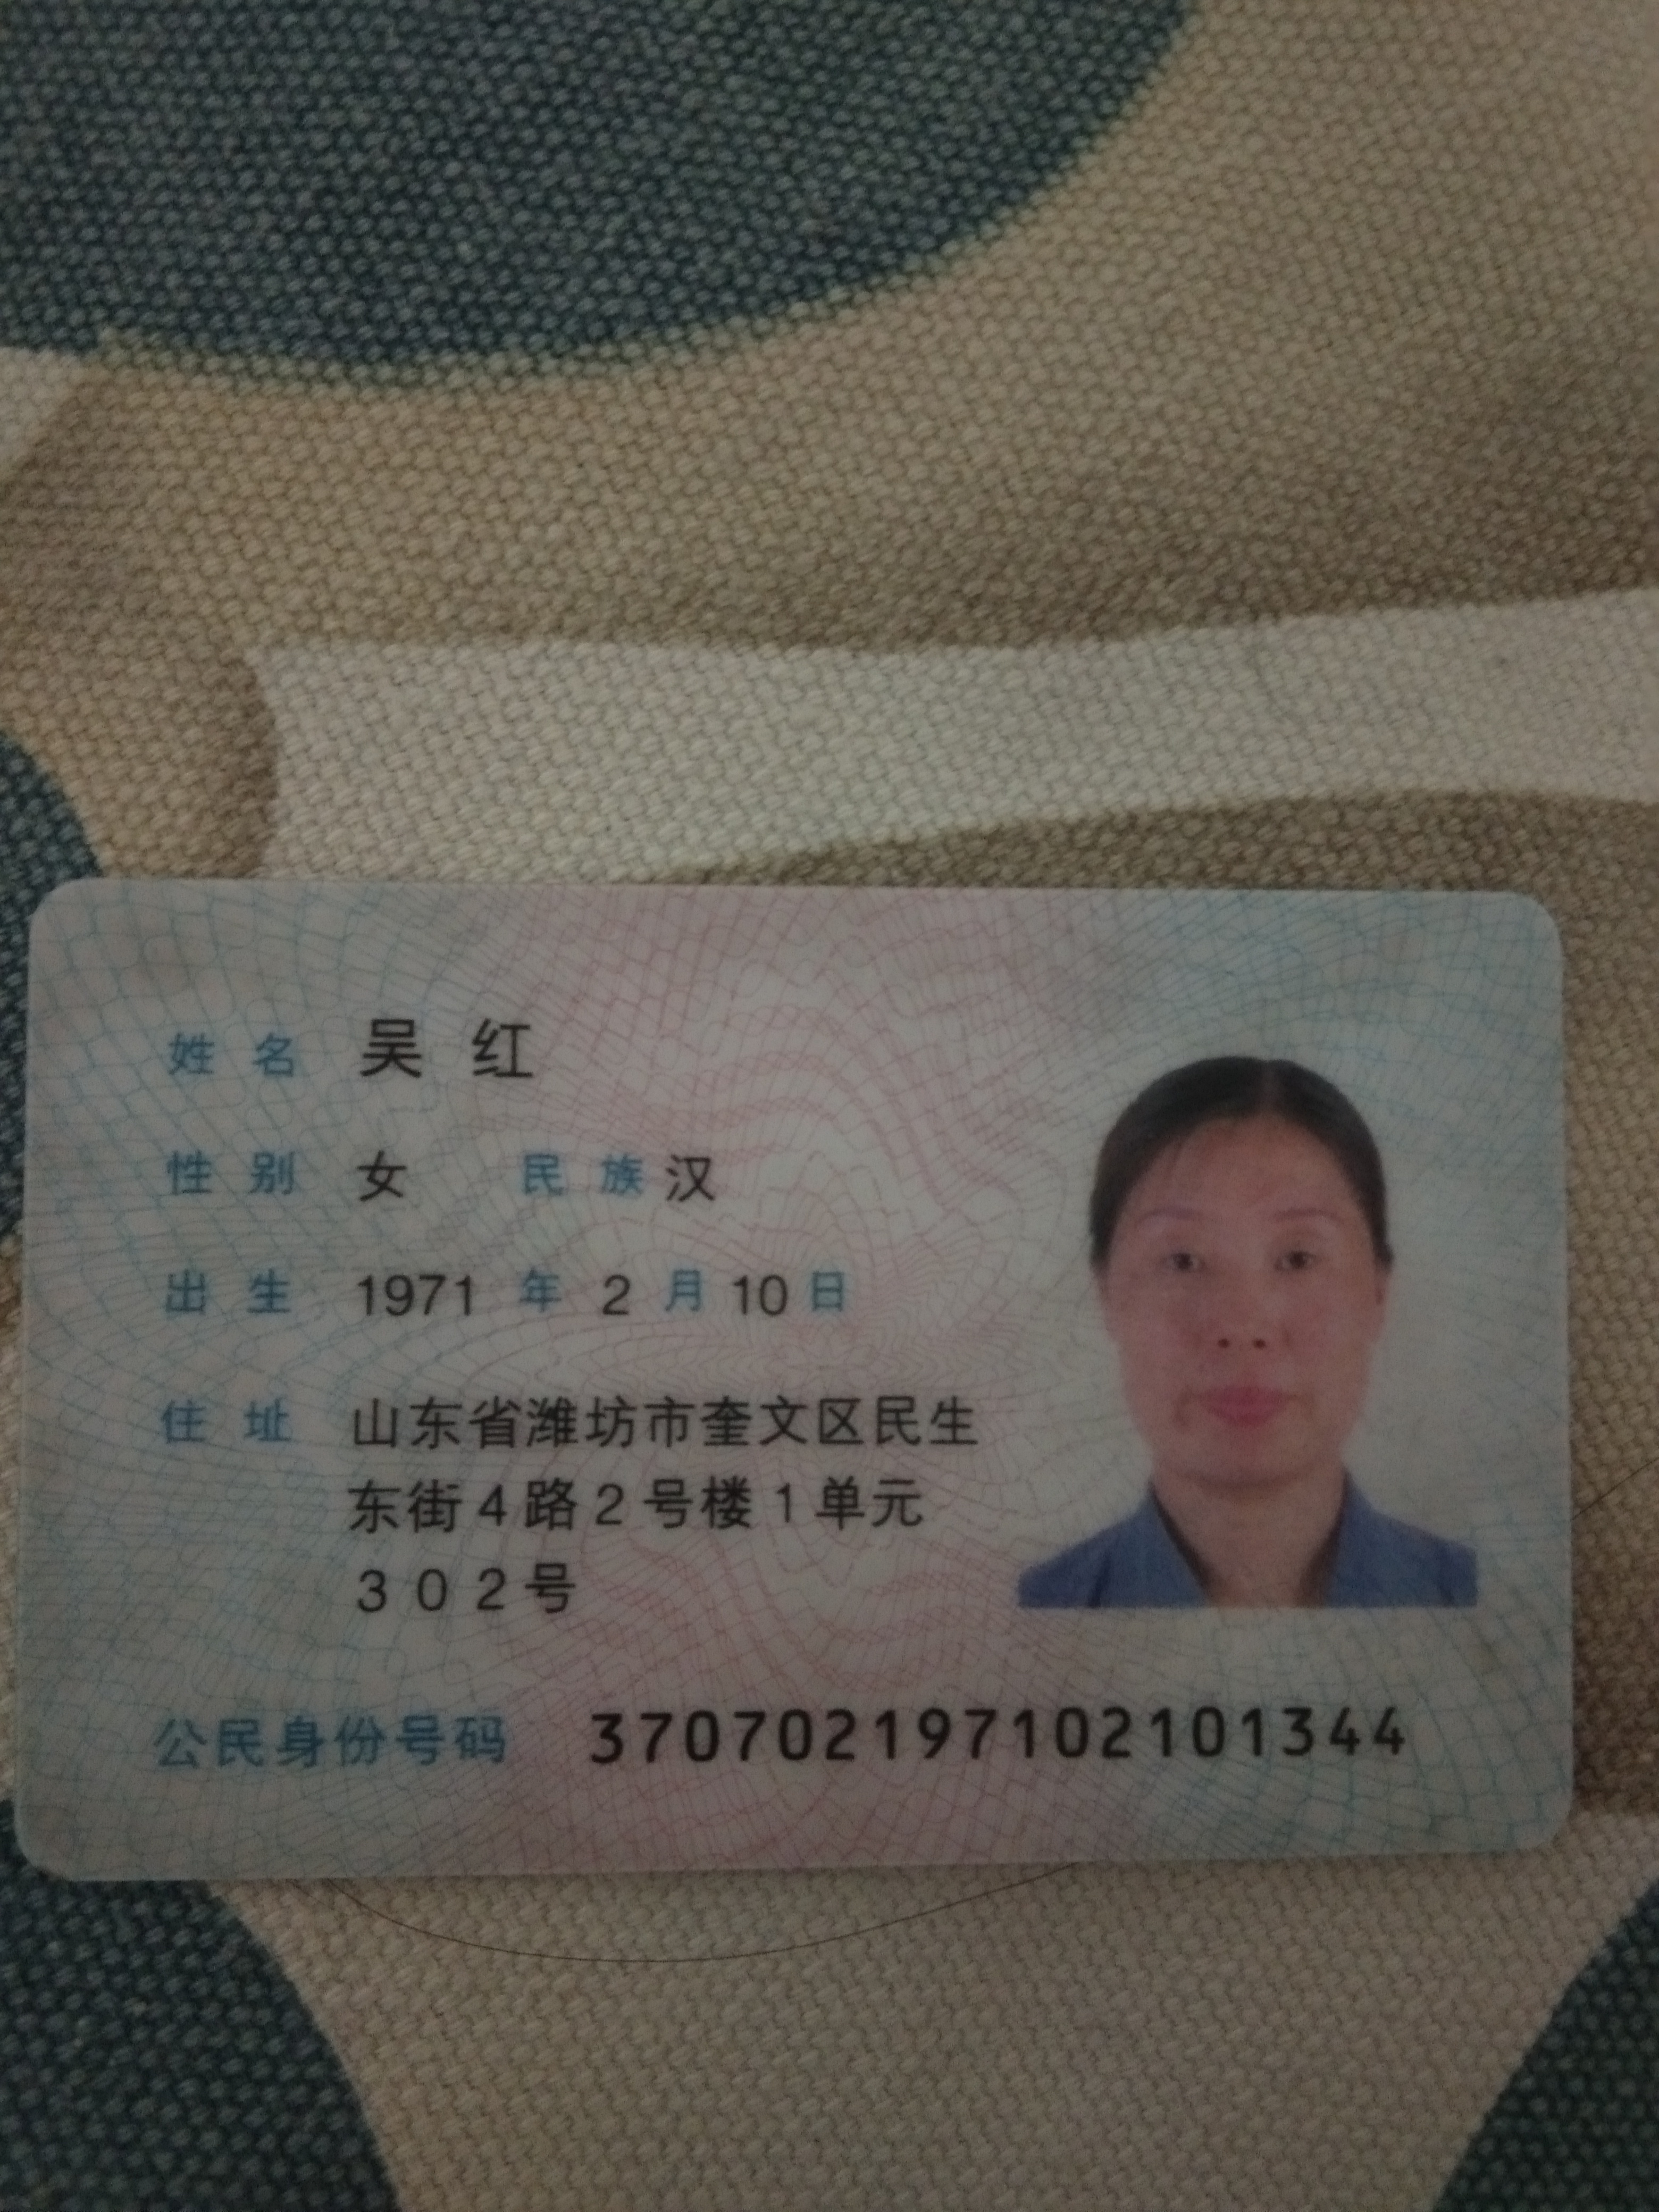 姓名 吴红
性别 女 民族 汉
出生 1971 年 2 月 10 日
住址 山东省潍坊市奎文区民生
东街4路2号楼1单元
302号
公民身份号码 370702197102101344